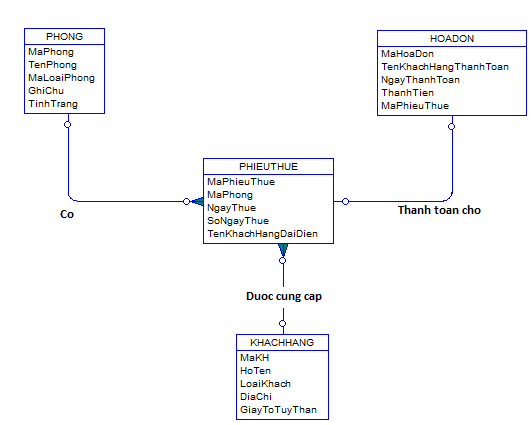 PHONG
MaPhong
TenPhong
MaLoaiPhong
GhiChu
TinhTrang
HOADON
MaHoaDon
TenKhachHangThanhToan
NgayThanhToan
ThanhTien
MaPhieuThue
PHIEUTHUE
MaPhieuThue
MaPhong
NgayThue
SoNgayThue
TenKhachHangDaiDien
Co
Thanh toan cho
Duoc cung cap
KHACHHANG
MaKH
HoTen
LoaiKhach
DiaChi
GiayToTuyThan